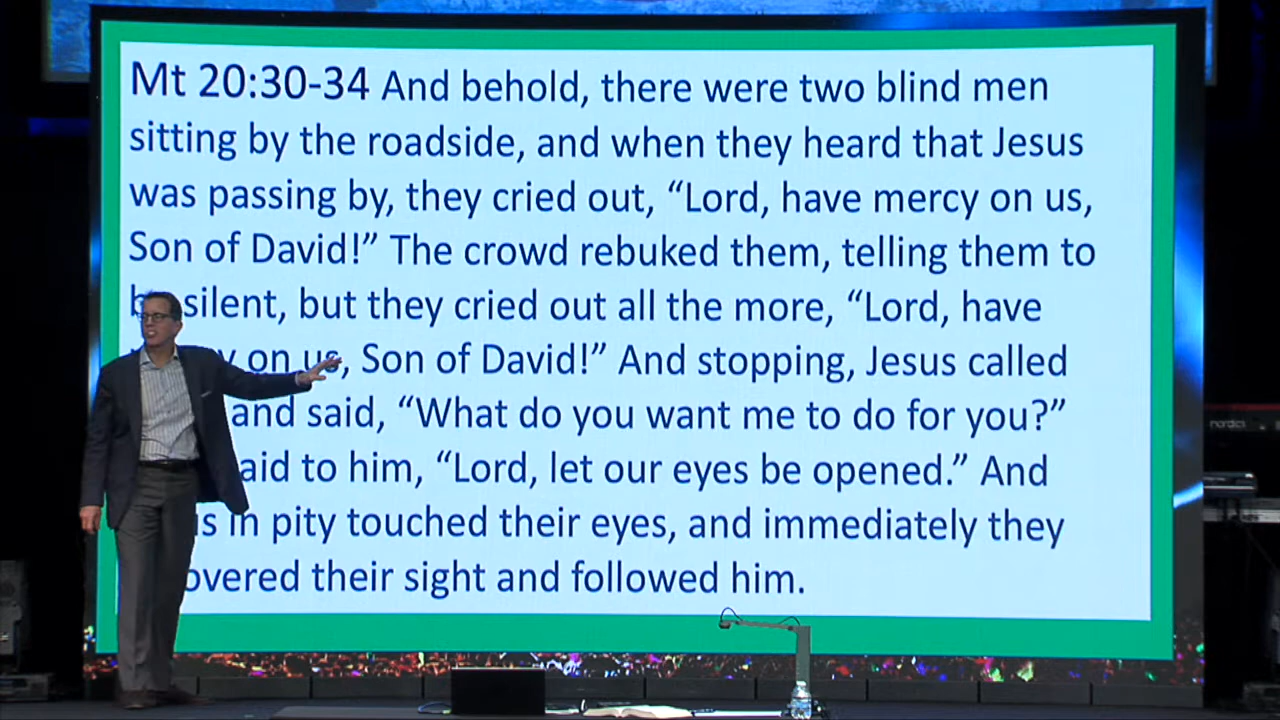 Mt 20:30-34 And behold, there were two blind men
sitting by the roadside, and when they heard that Jesus
was passing by, they cried out, “Lord, have mercy on us,
Son of David!” The crowd rebuked them, telling them to
silent, but they cried out all the more, “Lord, have
on us, Son of David!” And stopping, Jesus called
and said, “What do you want me to do for you?”
to him, “Lord, let our eyes be opened.” And
in pity touched their eyes, and immediately they
their sight and followed him.
nord